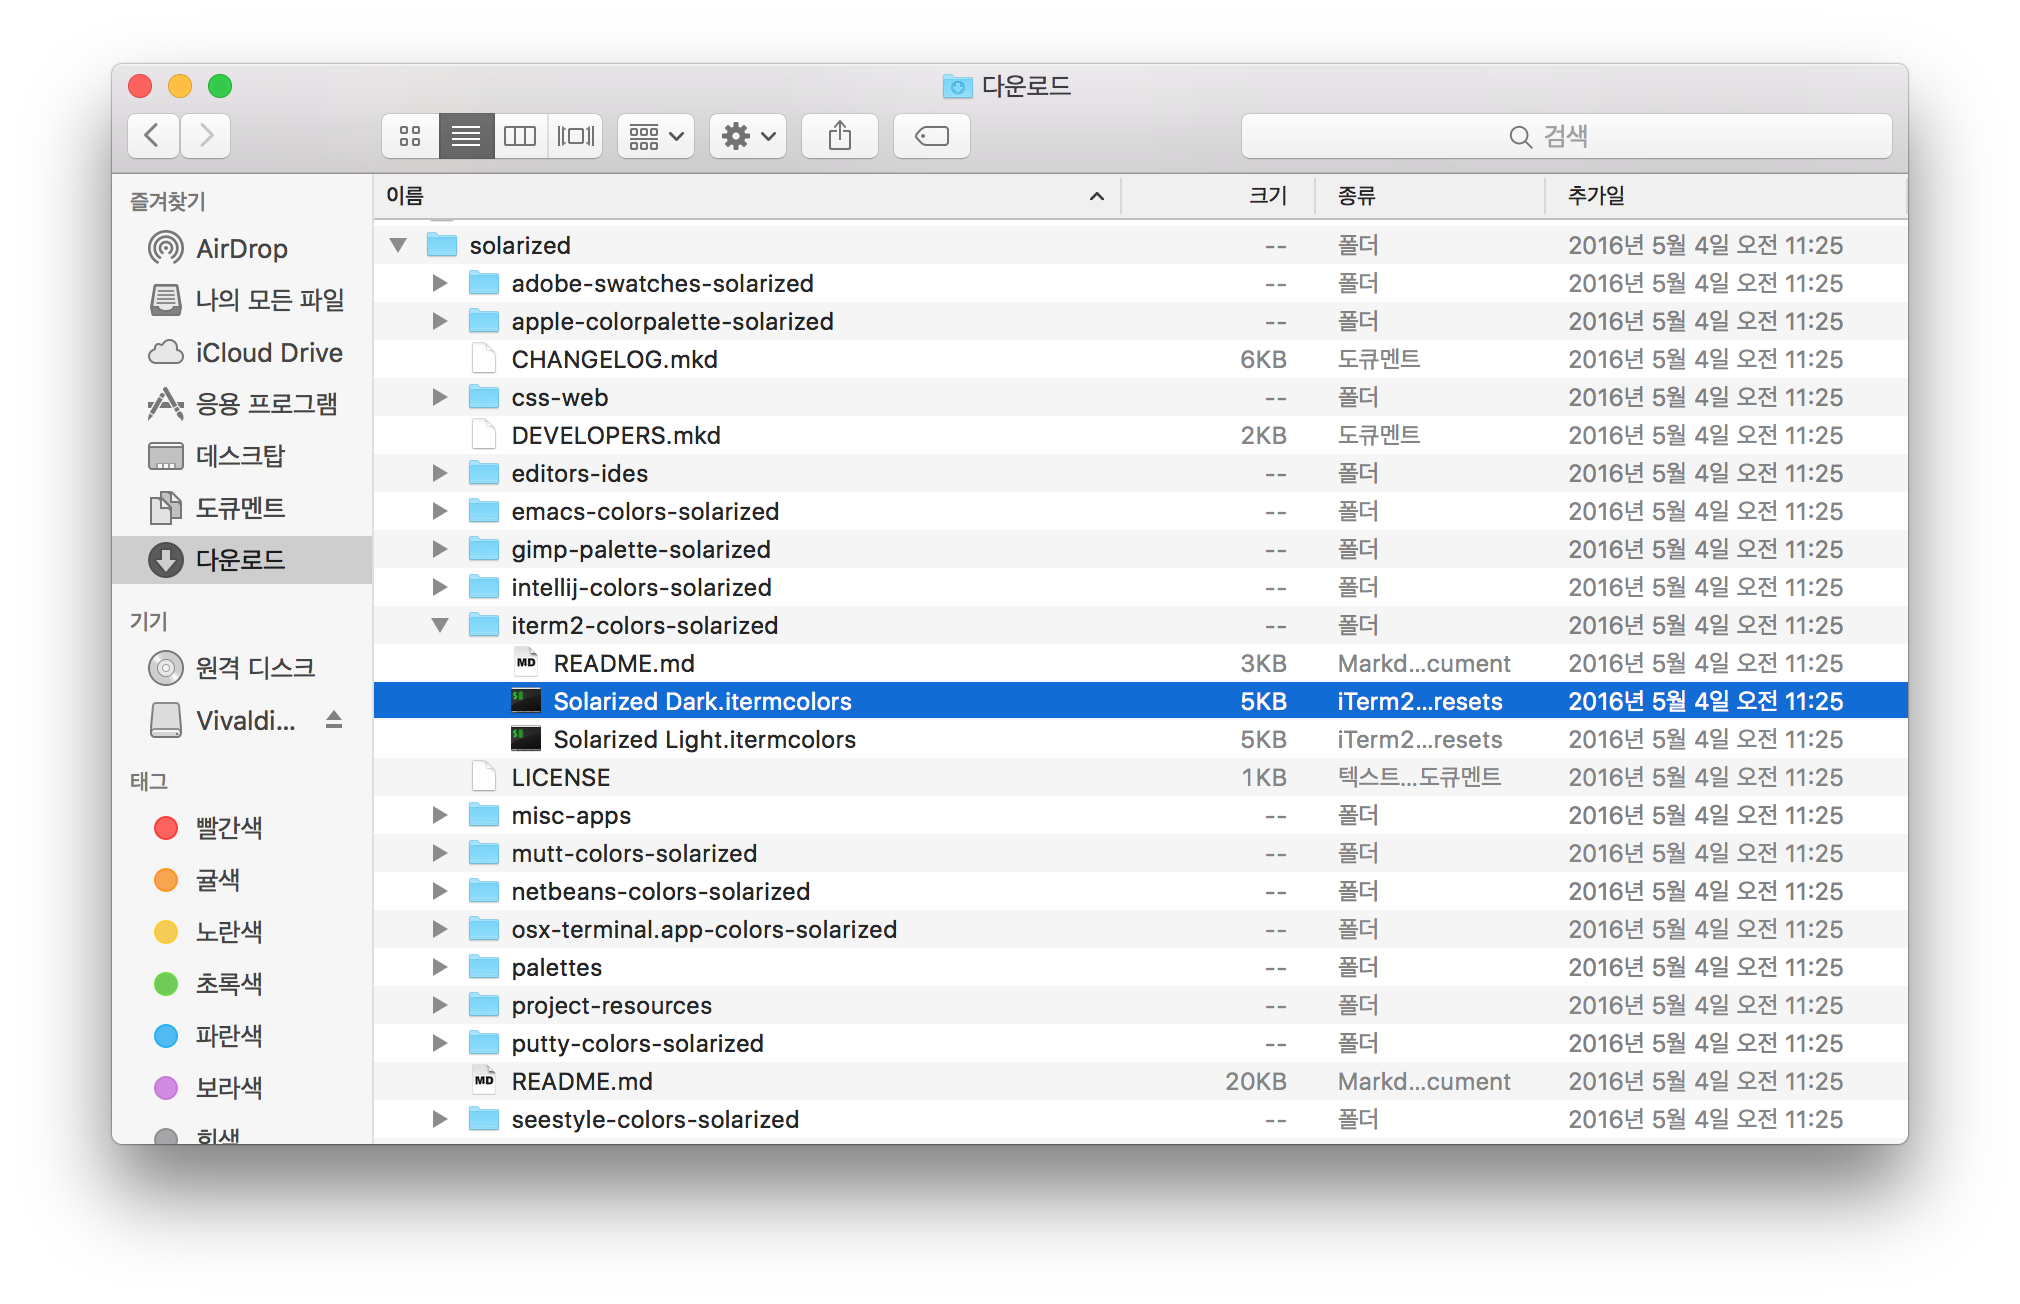 다운로드
검색
즐겨찾기
AirDrop
나의 모든 파일
iCloud Drive
응용 프로그램
데스크탑
도큐멘트
다운로드
기기
원격 디스크
Vivaldi...
태그
빨간색
귤색
노란색
초록색
파란색
보라색
회색
이름 크기 종류 추가일
solarized -- 폴더 2016년 5월 4일 오전 11:25
adobe-swatches-solarized -- 폴더 2016년 5월 4일 오전 11:25
apple-colorpalette-solarized -- 폴더 2016년 5월 4일 오전 11:25
CHANGELOG.mkd 6KB 도큐멘트 2016년 5월 4일 오전 11:25
css-web -- 폴더 2016년 5월 4일 오전 11:25
DEVELOPERS.mkd 2KB 도큐멘트 2016년 5월 4일 오전 11:25
editors-ides -- 폴더 2016년 5월 4일 오전 11:25
emacs-colors-solarized -- 폴더 2016년 5월 4일 오전 11:25
gimp-palette-solarized -- 폴더 2016년 5월 4일 오전 11:25
intellij-colors-solarized -- 폴더 2016년 5월 4일 오전 11:25
iterm2-colors-solarized -- 폴더 2016년 5월 4일 오전 11:25
MD README.md 3KB Markd...cument 2016년 5월 4일 오전 11:25
Solarized Dark.itermcolors 5KB iTerm2...resets 2016년 5월 4일 오전 11:25
Solarized Light.itermcolors 5KB iTerm2...resets 2016년 5월 4일 오전 11:25
LICENSE 1KB 텍스트...도큐멘트 2016년 5월 4일 오전 11:25
misc-apps -- 폴더 2016년 5월 4일 오전 11:25
mutt-colors-solarized -- 폴더 2016년 5월 4일 오전 11:25
netbeans-colors-solarized -- 폴더 2016년 5월 4일 오전 11:25
osx-terminal.app-colors-solarized -- 폴더 2016년 5월 4일 오전 11:25
palettes -- 폴더 2016년 5월 4일 오전 11:25
project-resources -- 폴더 2016년 5월 4일 오전 11:25
putty-colors-solarized -- 폴더 2016년 5월 4일 오전 11:25
MD README.md 20KB Markd...cument 2016년 5월 4일 오전 11:25
seestyle-colors-solarized -- 폴더 2016년 5월 4일 오전 11:25